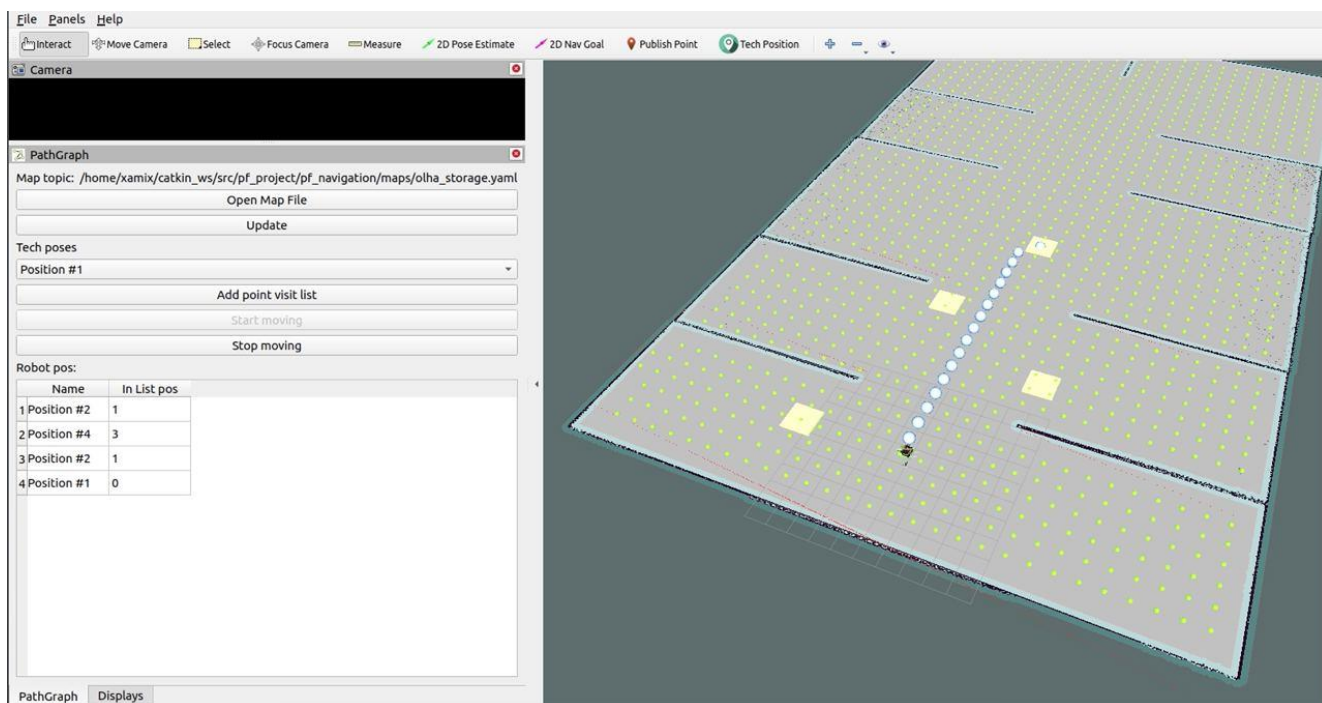 File Panels Help
Interact Move Camera Select Focus Camera Measure 2D Pose Estimate 2D Nav Goal Publish Point Tech Position
Camera
PathGraph
Map topic: /home/xamix/catkin_ws/src/pf_project/pf_navigation/maps/olha_storage.yaml
Open Map File
Update
Tech poses
Position #1
Add point visit list
Start moving
Stop moving
Robot pos:
Name In List pos
1 Position #2 1
2 Position #4 3
3 Position #2 1
4 Position #1 0
PathGraph Displays